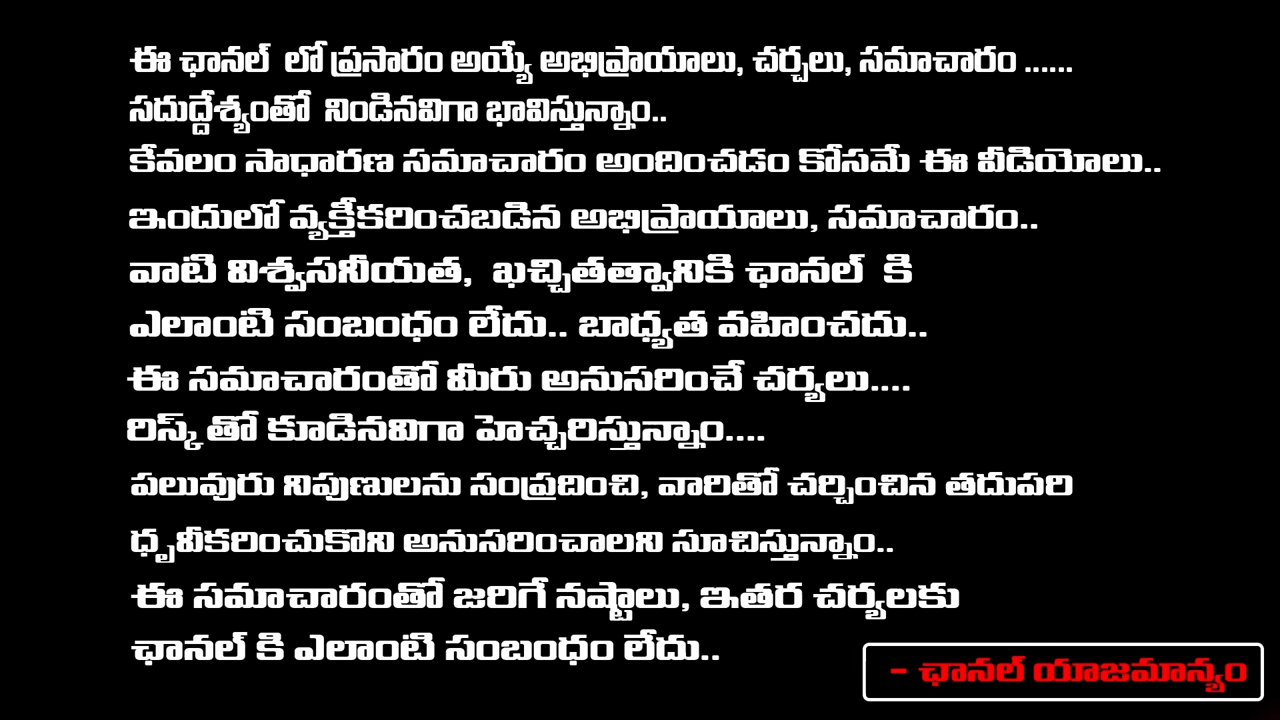 ఈ ఛానల్ లో ప్రసారం అయ్యే అభిప్రాయాలు, చర్చలు, సమాచారం ......
సదుద్దేశ్యంతో నిండినవిగా భావిస్తున్నాం..
కేవలం సాధారణ సమాచారం అందించడం కోసమే ఈ వీడియోలు..
ఇందులో వ్యక్తీకరించబడిన అభిప్రాయాలు, సమాచారం..
వాటి విశ్వసనీయత, ఖచ్చితత్వానికి ఛానల్ కి
ఎలాంటి సంబంధం లేదు.. బాధ్యత వహించదు..
ఈ సమాచారంతో మీరు అనుసరించే చర్యలు....
రిస్క్ తో కూడినవిగా హెచ్చరిస్తున్నాం....
పలువురు నిపుణులను సంప్రదించి, వారితో చర్చించిన తదుపరి
ధృవీకరించుకొని అనుసరించాలని సూచిస్తున్నాం..
ఈ సమాచారంతో జరిగే నష్టాలు, ఇతర చర్యలకు
ఛానల్ కి ఎలాంటి సంబంధం లేదు..
- ఛానల్ యాజమాన్యం